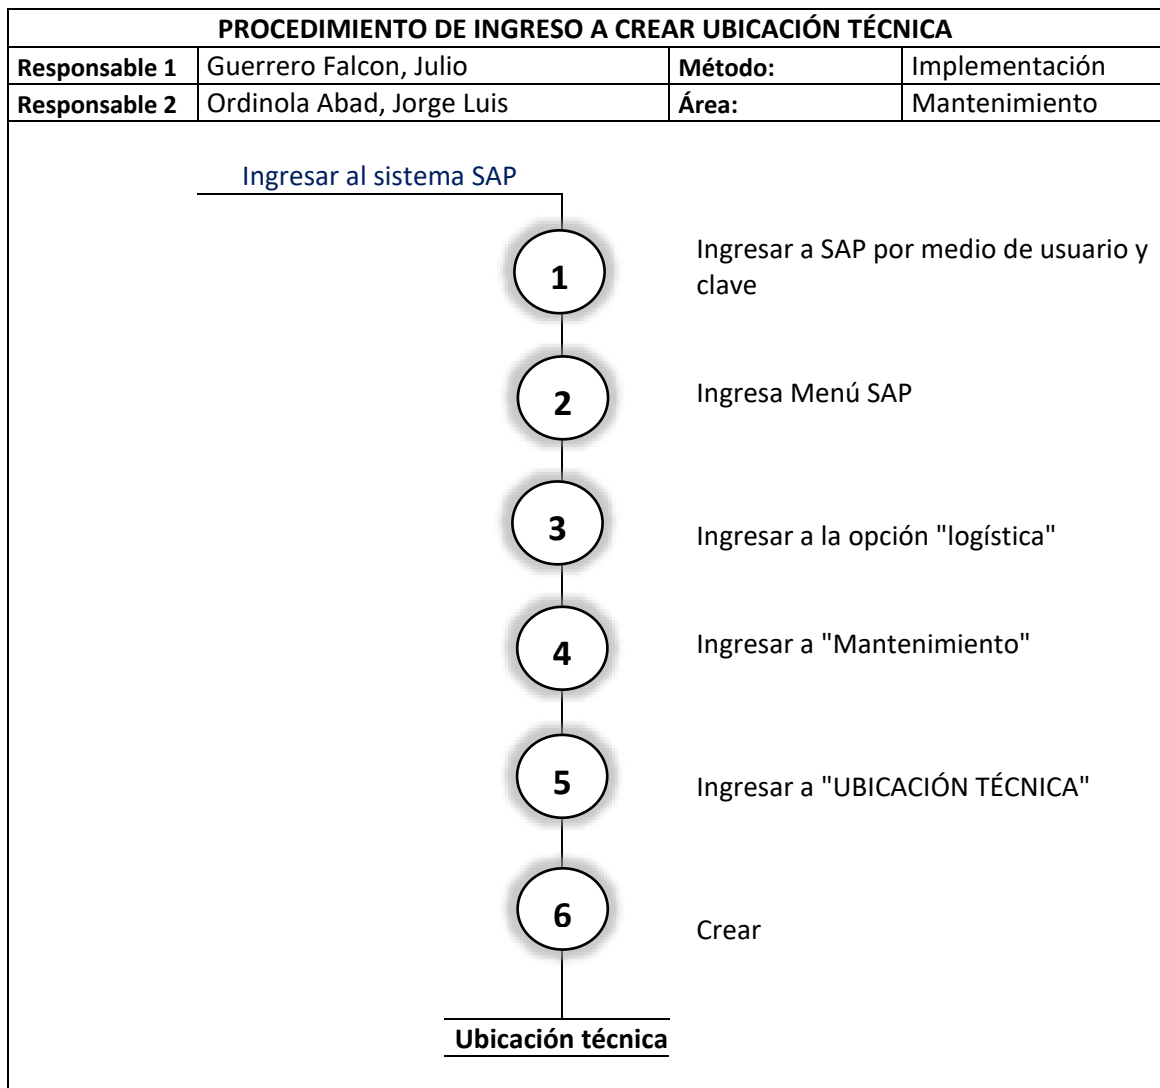 PROCEDIMIENTO DE INGRESO A CREAR UBICACIÓN TÉCNICA
Responsable 1 Guerrero Falcon, Julio Método: Implementación
Responsable 2 Ordinola Abad, Jorge Luis Área: Mantenimiento
Ingresar al sistema SAP
1 Ingresar a SAP por medio de usuario y
clave
2 Ingresa Menú SAP
3 Ingresar a la opción "logística"
4 Ingresar a "Mantenimiento"
5 Ingresar a "UBICACIÓN TÉCNICA"
6 Crear
Ubicación técnica